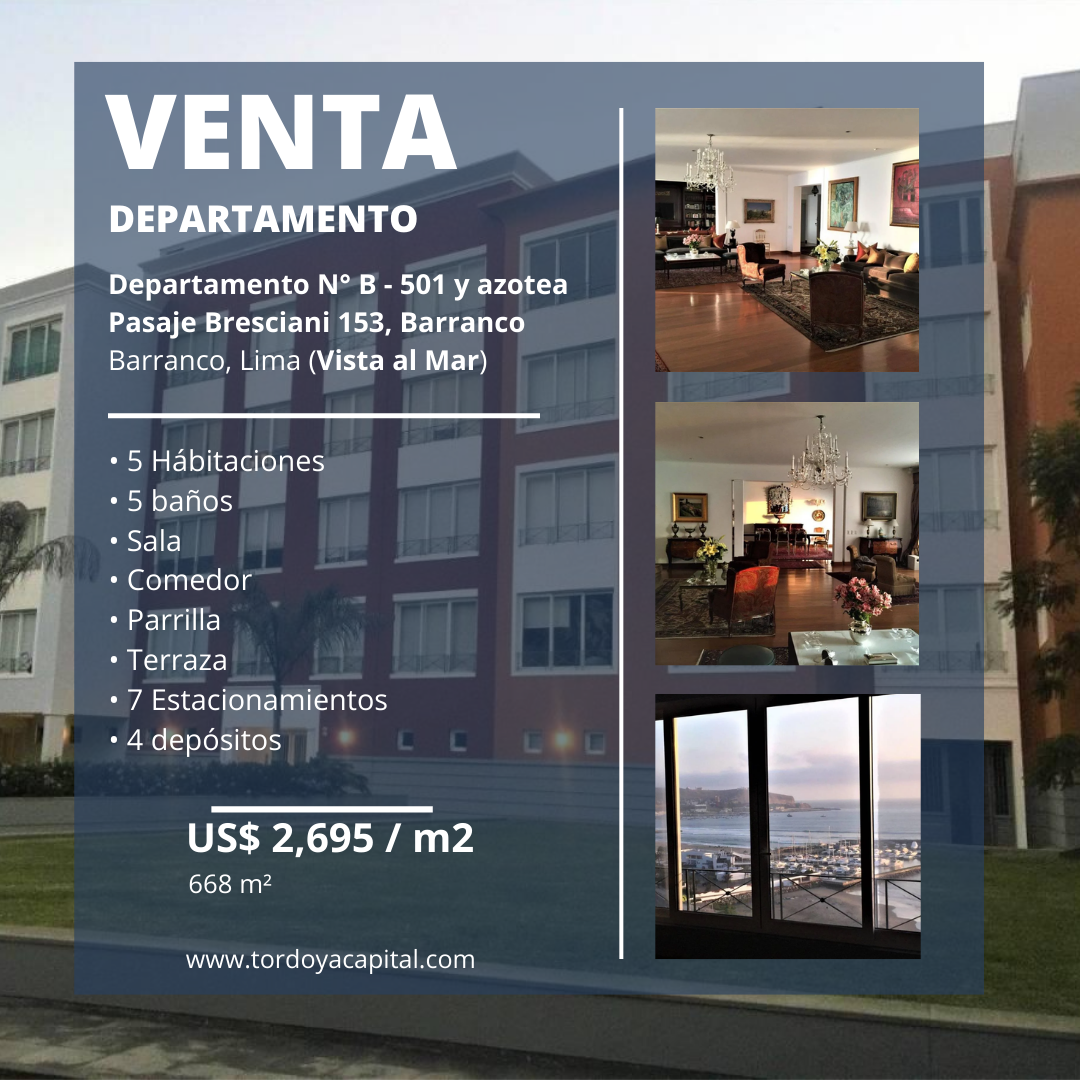 VENTA
DEPARTAMENTO
Departamento N° B - 501 y azotea
Pasaje Bresciani 153, Barranco
Barranco, Lima (Vista al Mar)
• 5 Hábitaciones
• 5 baños
• Sala
• Comedor
• Parrilla
• Terraza
• 7 Estacionamientos
• 4 depósitos
US$ 2,695 / m2
668 m²
www.tordoyacapital.com